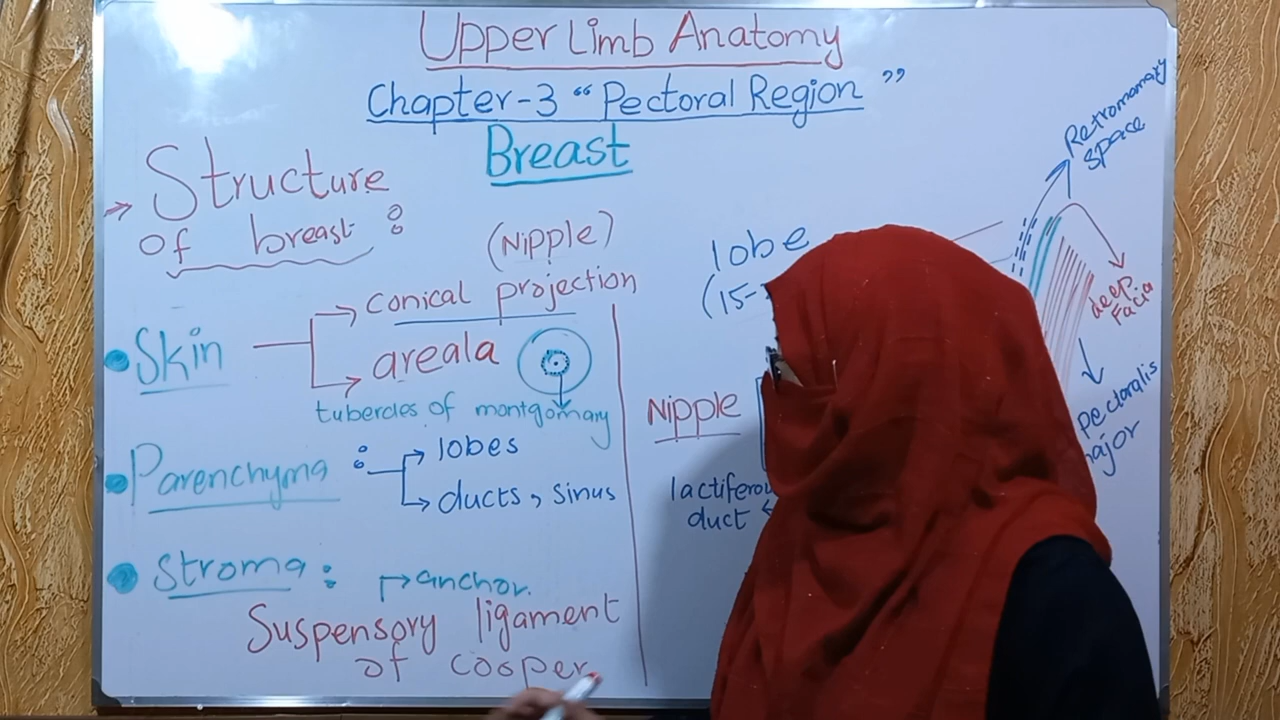 Upper Limb Anatomy
Chapter-3 “Pectoral Region”
Breast
→ Structure
of breast:
Skin
(Nipple)
conical projection
areala
tubercles of montgomary
Parenchyma :
lobes
ducts, sinus
Stroma :
anchor.
Suspensory ligament
of cooper
lobe
(15-
Nipple
lactiferou
duct
Retromamary
space
deep
Facia
Pectoralis
major